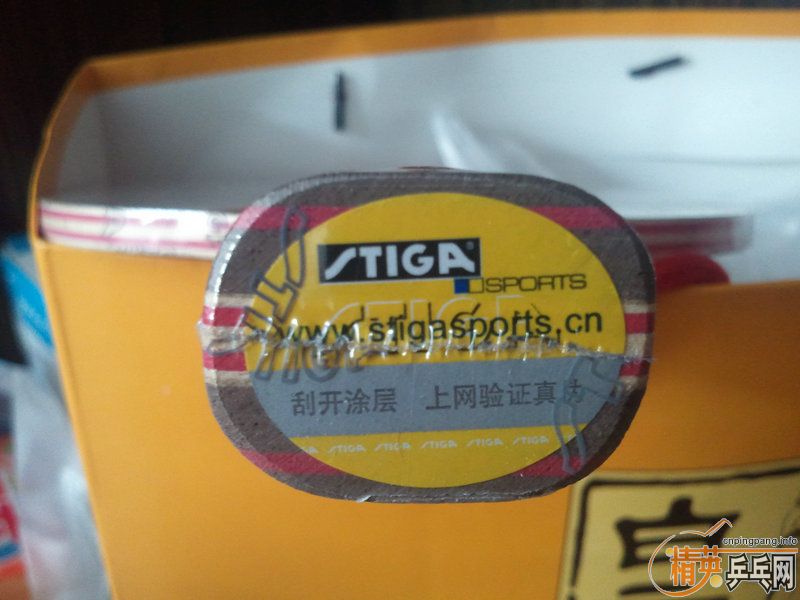 STIGA
SPORTS
www.stigasports.cn
刮开涂层 上网验证真伪
STIGA STIGA STIGA STIGA STIGA
cnpingpang.info
精英乒乓网